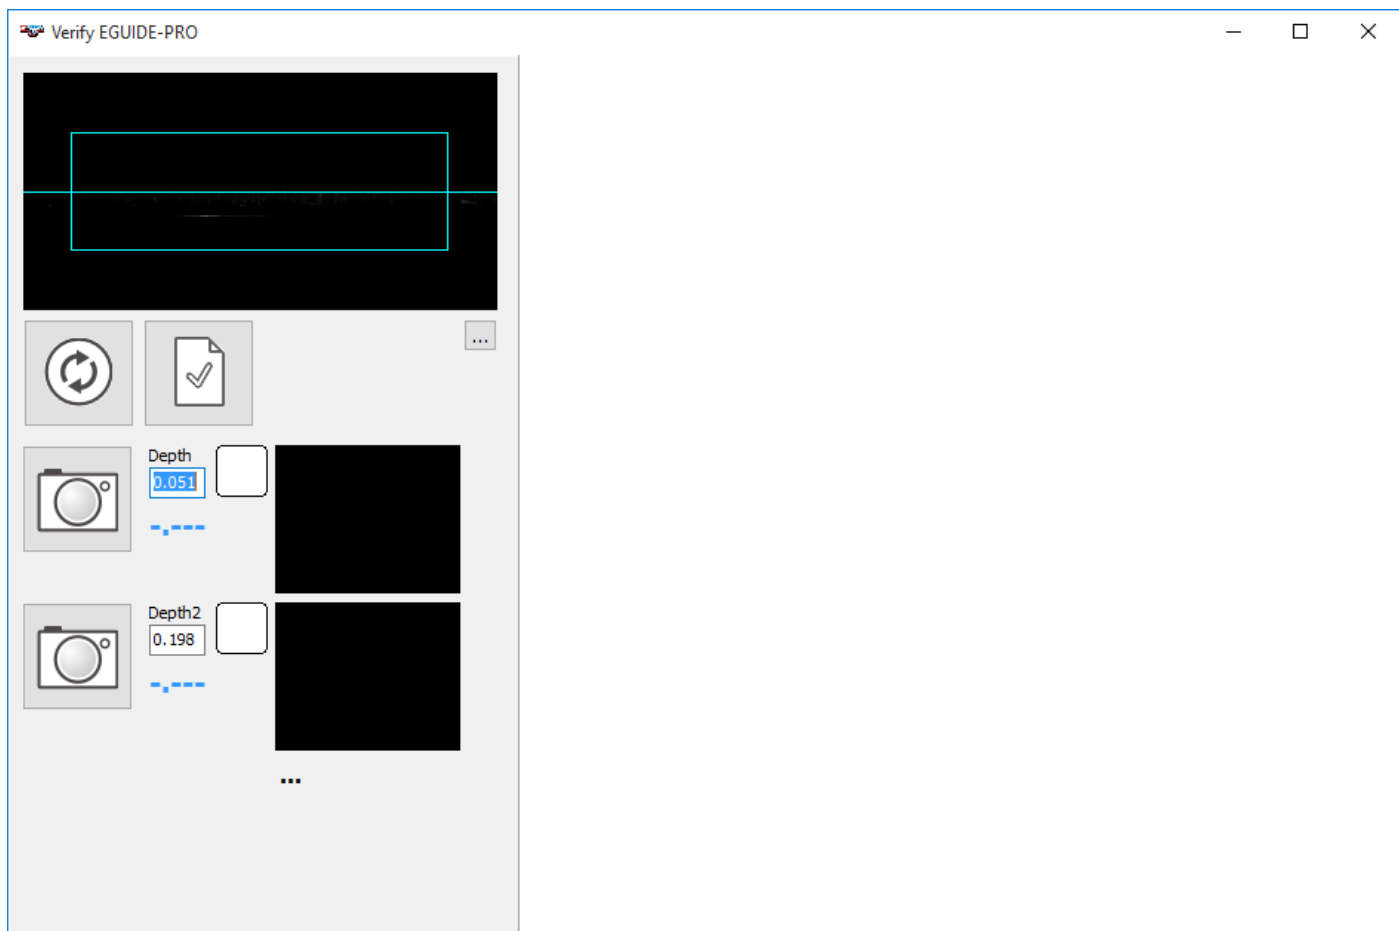 Verify EGUIDE-PRO
...
Depth
0.051
-.---
Depth2
0.198
-.---
...